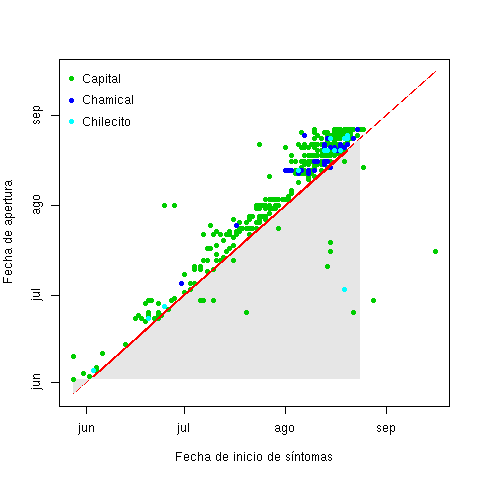 Capital
Chamical
Chilecito
Fecha de apertura
sep
ago
jul
jun
jun jul ago sep
Fecha de inicio de síntomas